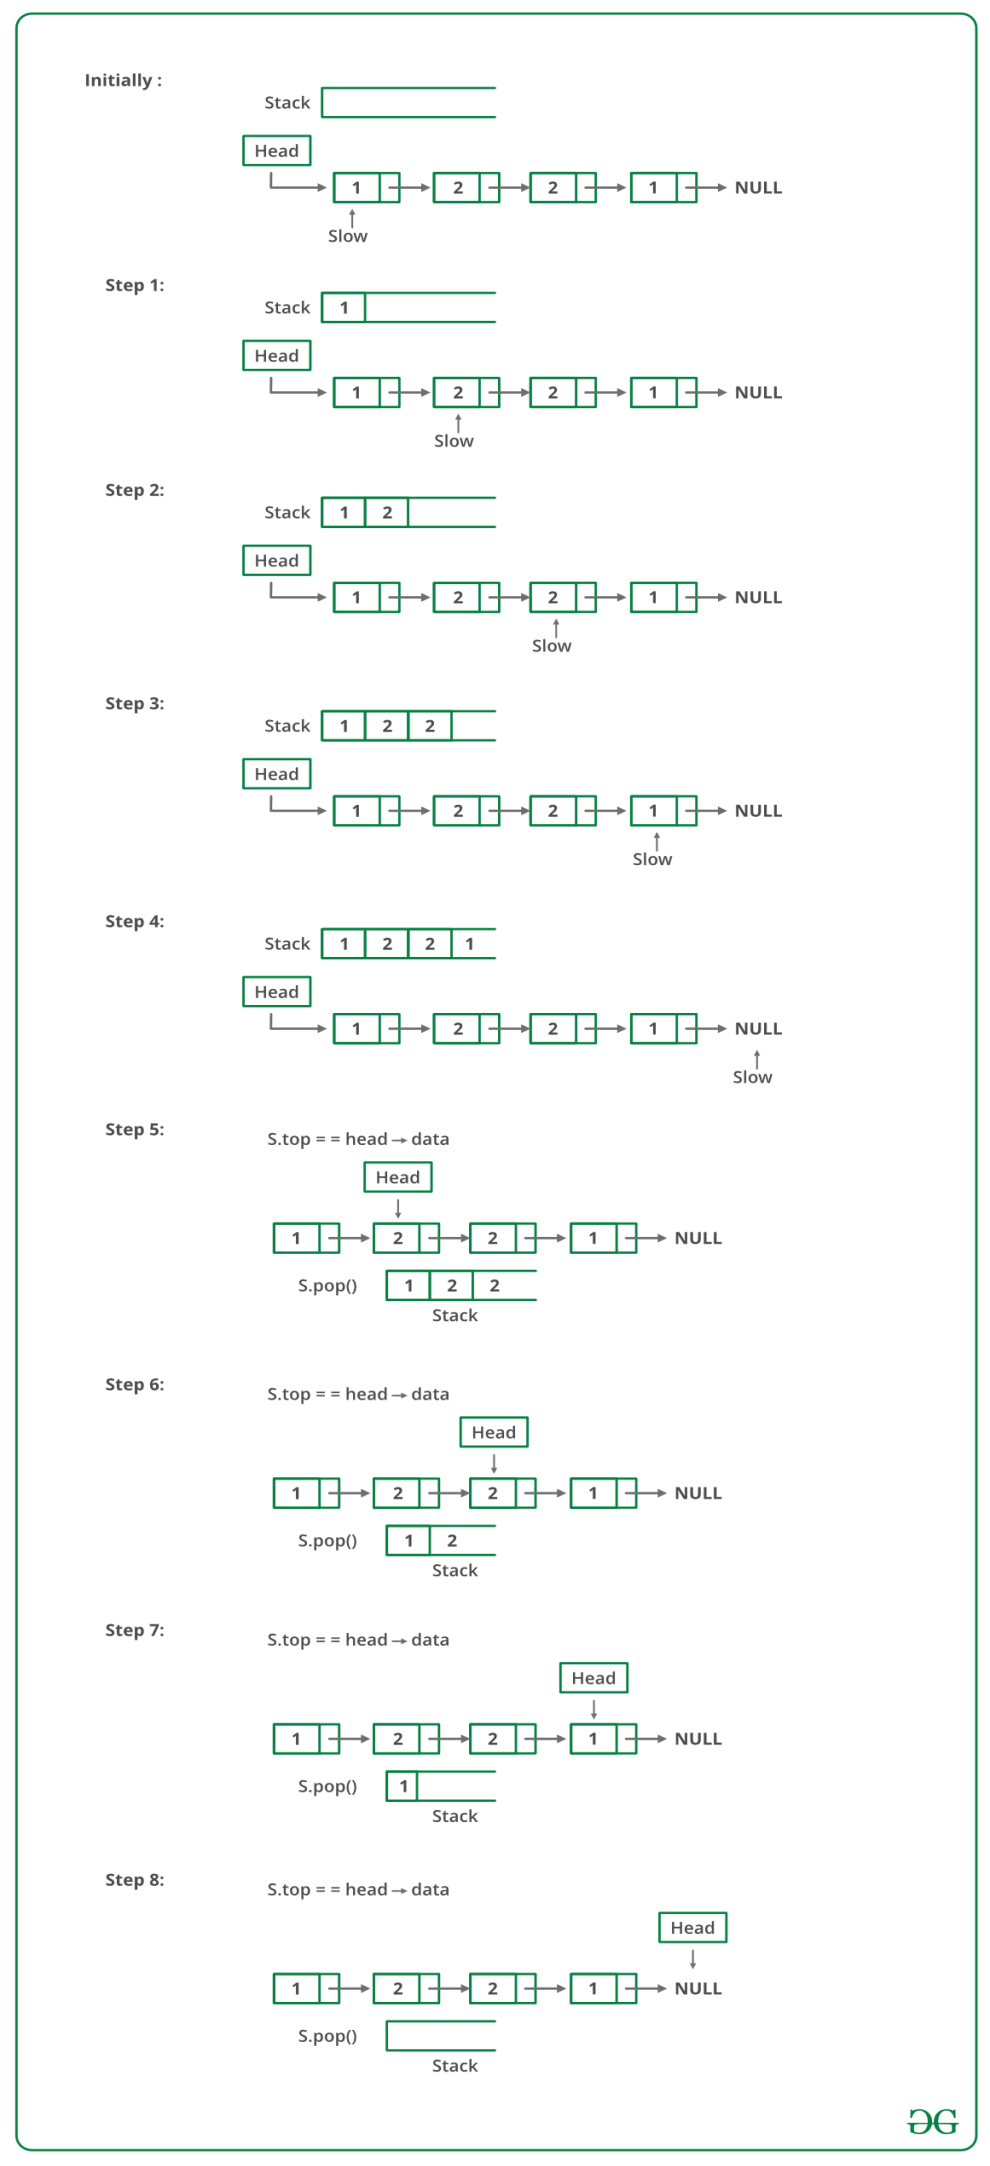 Initially :
Stack
Head
1 2 2 1 NULL
Slow
Step 1:
Stack 1
Head
1 2 2 1 NULL
Slow
Step 2:
Stack 1 2
Head
1 2 2 1 NULL
Slow
Step 3:
Stack 1 2 2
Head
1 2 2 1 NULL
Slow
Step 4:
Stack 1 2 2 1
Head
1 2 2 1 NULL
Slow
Step 5:
S.top = = head → data
Head
1 2 2 1 NULL
S.pop() 1 2 2
Stack
Step 6:
S.top = = head → data
Head
1 2 2 1 NULL
S.pop() 1 2
Stack
Step 7:
S.top = = head → data
Head
1 2 2 1 NULL
S.pop() 1
Stack
Step 8:
S.top = = head → data
Head
1 2 2 1 NULL
S.pop()
Stack